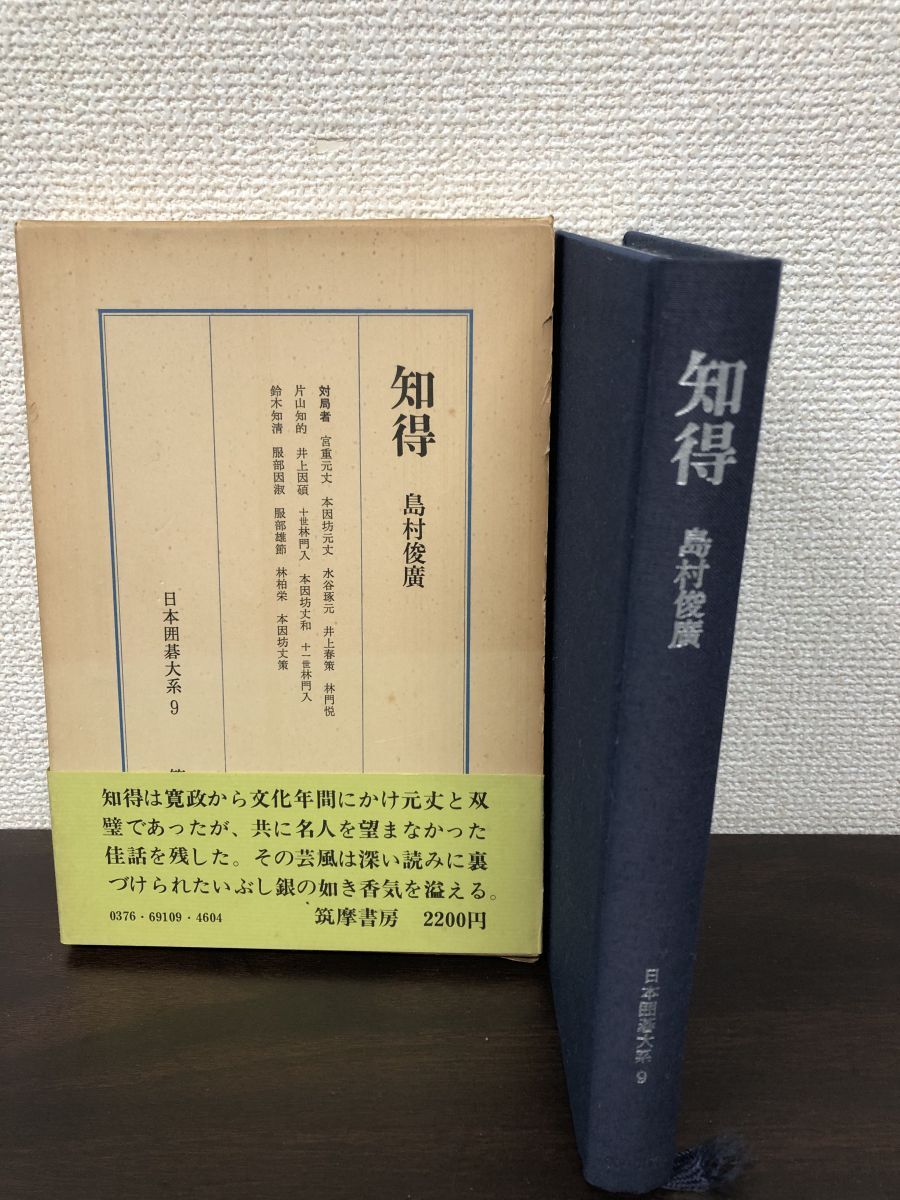 知得
島村俊廣
対局者 宮重元丈 本因坊元丈 水谷琢元 井上春策 林門悦
片山知的 井上因碩 十世林門入 本因坊丈和 十一世林門入
鈴木知清 服部因淑 服部雄節 林柏栄 本因坊丈策
日本囲碁大系9
知得は寛政から文化年間にかけ元丈と双
璧であったが、共に名人を望まなかった
佳話を残した。その芸風は深い読みに裏
づけられたいぶし銀の如き香気を溢える。
0376・69109・4604
筑摩書房 2200円
知得
島村俊廣
日本囲碁大系9